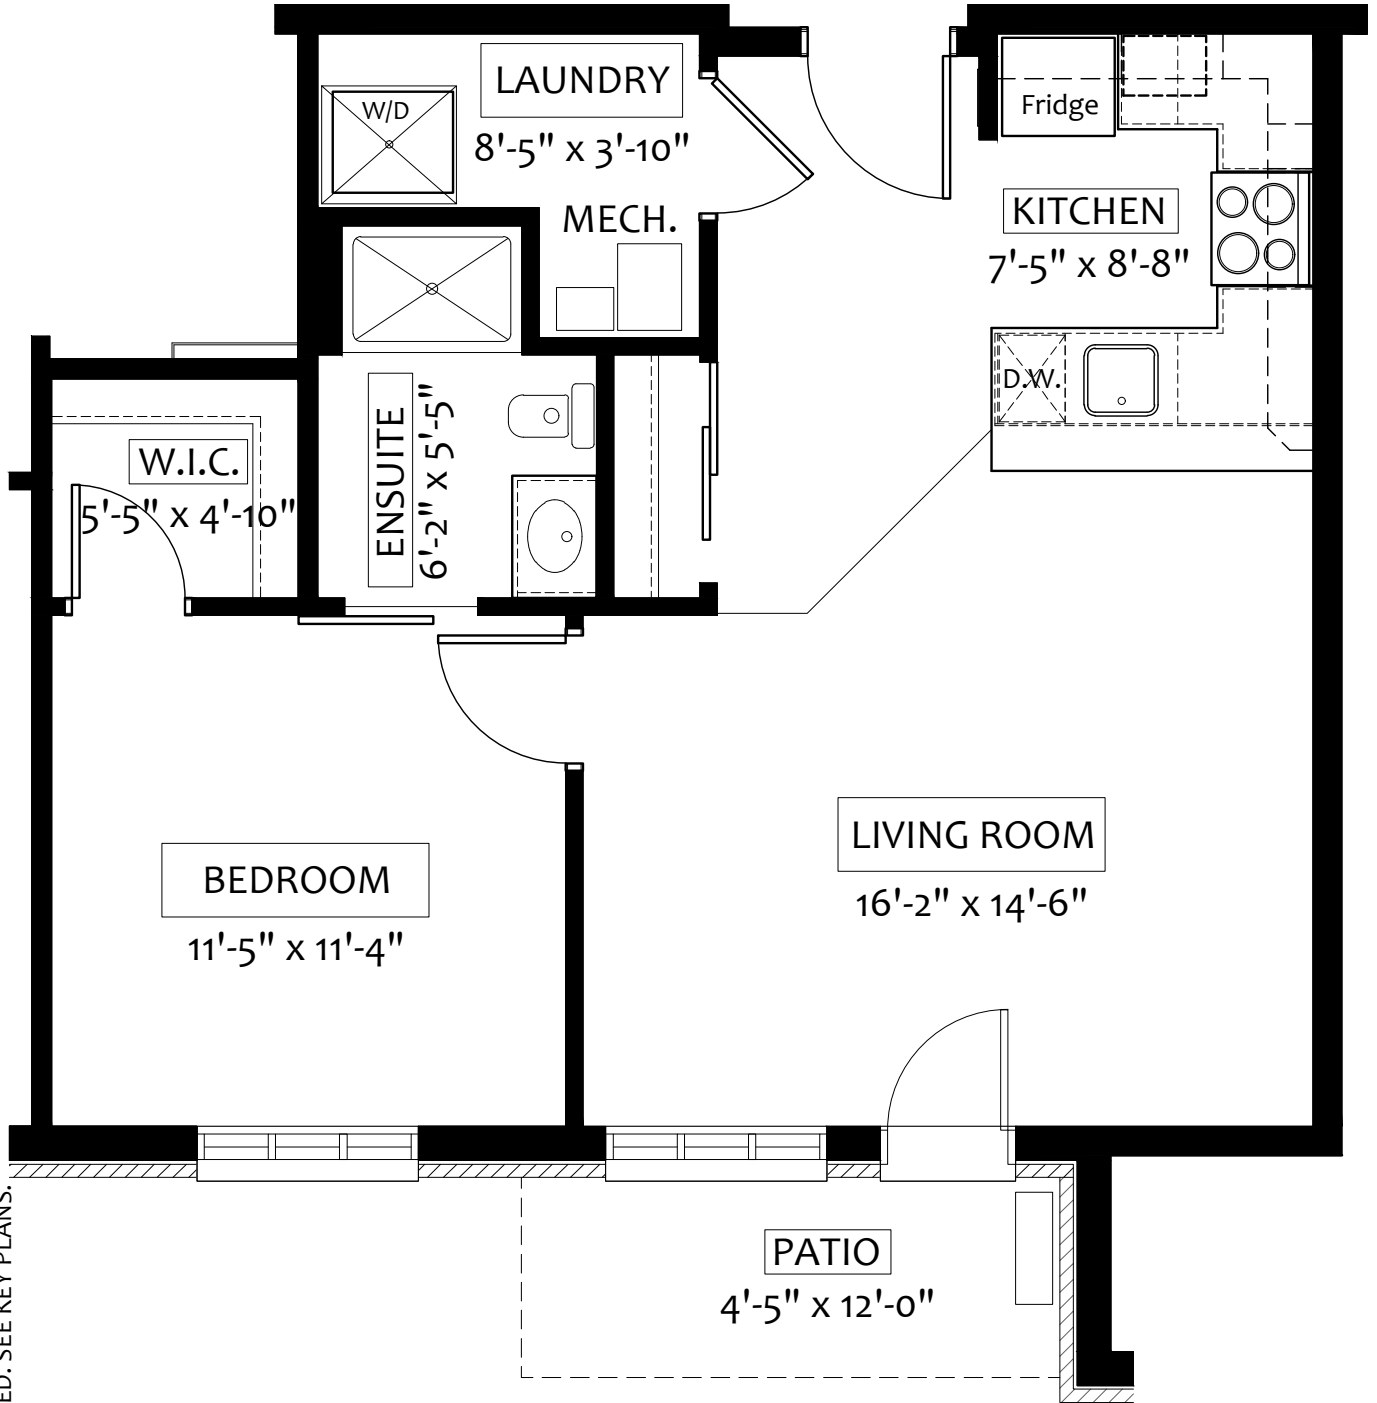 LAUNDRY
8'-5" x 3'-10"
W/D
MECH.
Fridge
KITCHEN
7'-5" x 8'-8"
D.W.
W.I.C.
5'-5" x 4'-10"
ENSUITE
6'-2" x 5'-5"
BEDROOM
11'-5" x 11'-4"
LIVING ROOM
16'-2" x 14'-6"
PATIO
4'-5" x 12'-0"
ED. SEE KEY PLANS.